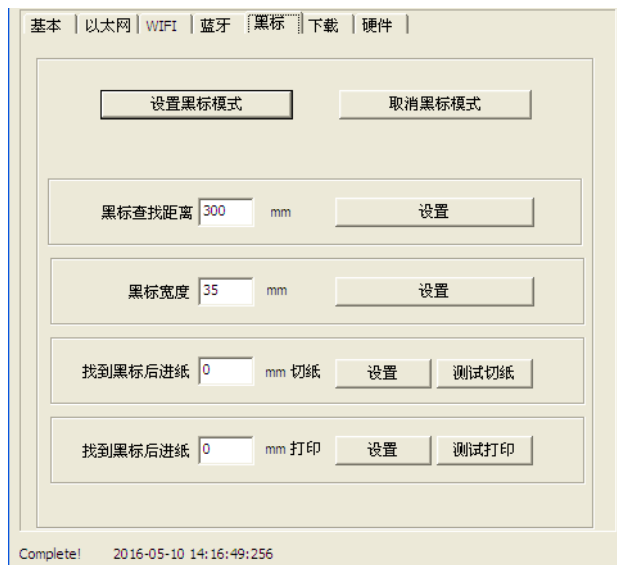 基本 以太网 WIFI 蓝牙 黑标 下载 硬件
设置黑标模式 取消黑标模式
黑标查找距离 300 mm 设置
黑标宽度 35 mm 设置
找到黑标后进纸 0 mm 切纸 设置 测试切纸
找到黑标后进纸 0 mm 打印 设置 测试打印
Complete! 2016-05-10 14:16:49:256